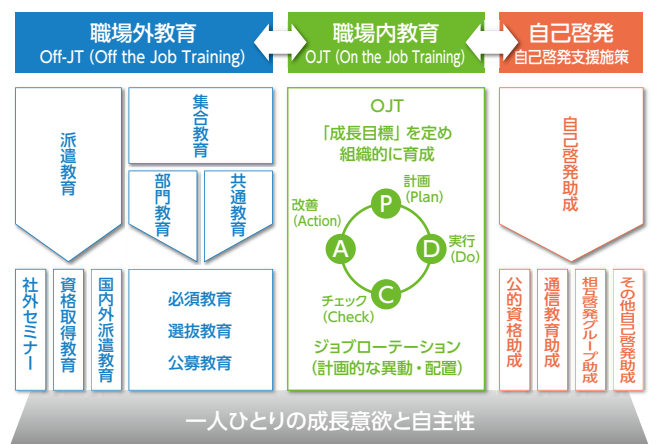 職場外教育
Off-JT (Off the Job Training)
職場内教育
OJT (On the Job Training)
自己啓発
自己啓発支援施策
派遣教育
集合教育
部門教育
共通教育
社外セミナー
資格取得教育
国内外派遣教育
必須教育
選抜教育
公募教育
OJT
「成長目標」を定め
組織的に育成
計画
(Plan)
改善
(Action)
P
A
D
C
実行
(Do)
チェック
(Check)
ジョブローテーション
(計画的な異動・配置)
自己啓発助成
公的資格助成
通信教育助成
相互啓発グループ助成
その他自己啓発助成
一人ひとりの成長意欲と自主性